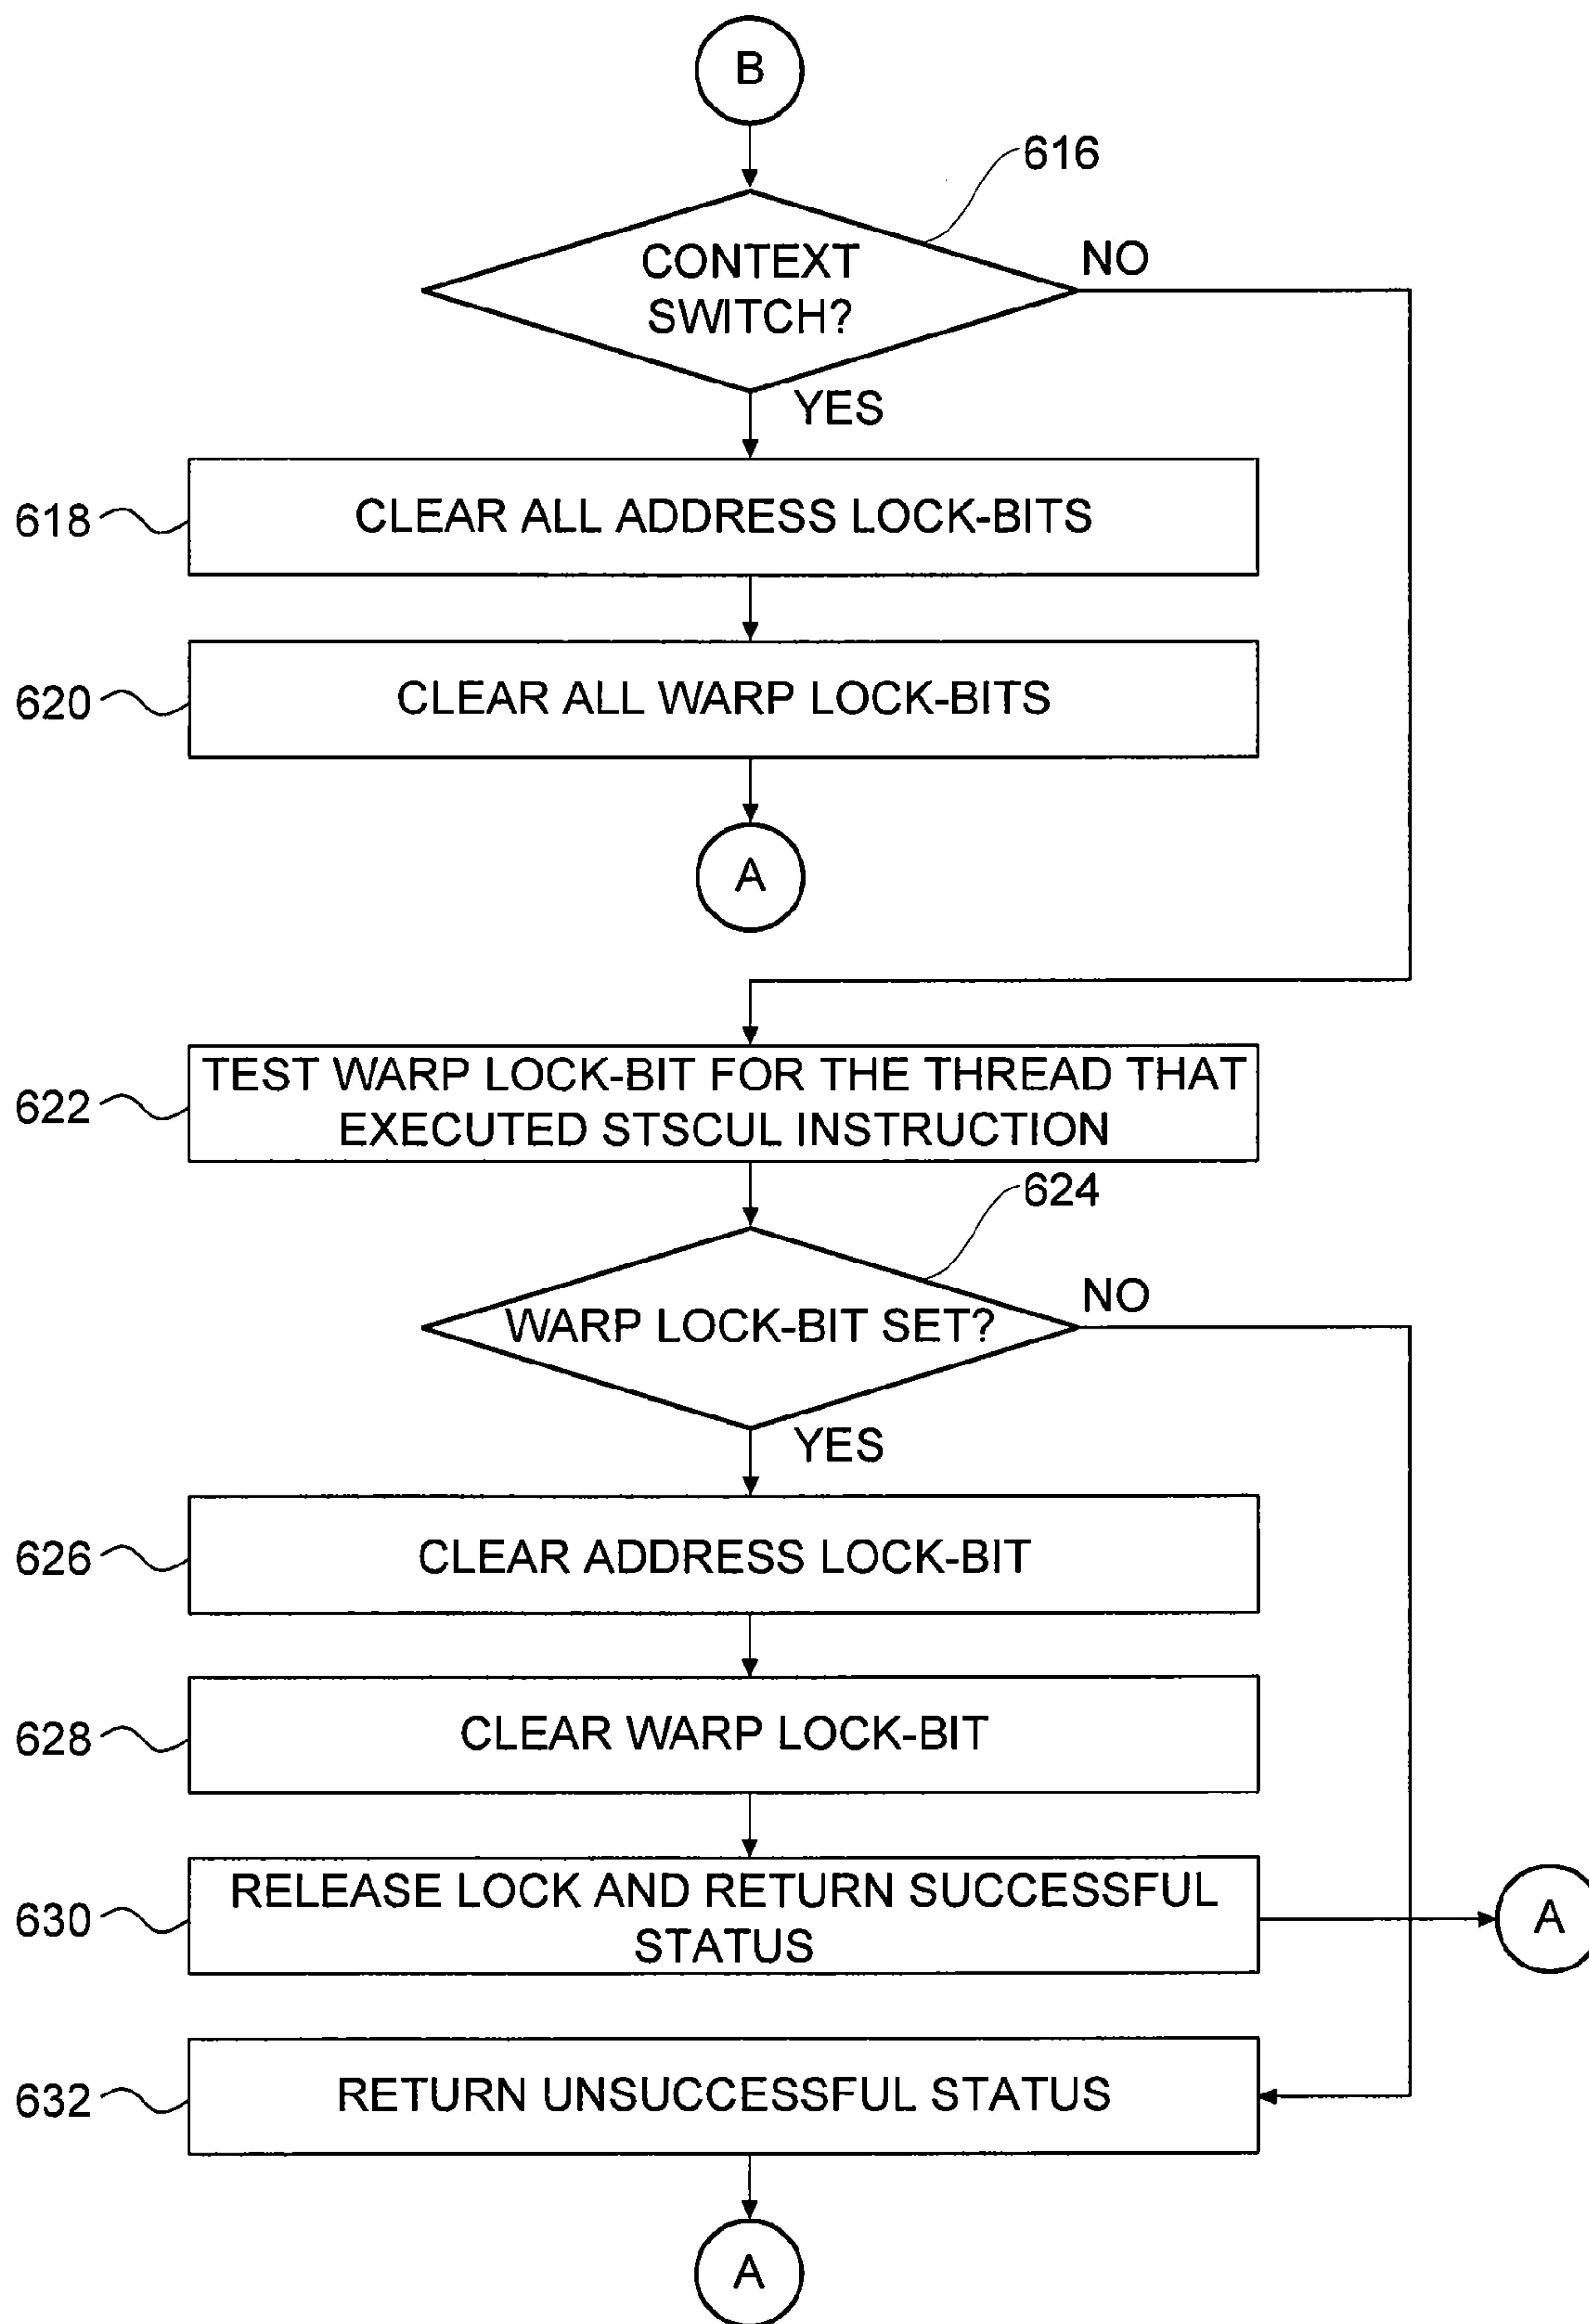 B
616
CONTEXT
SWITCH?
NO
YES
618
CLEAR ALL ADDRESS LOCK-BITS
620
CLEAR ALL WARP LOCK-BITS
A
622
TEST WARP LOCK-BIT FOR THE THREAD THAT
EXECUTED STSCUL INSTRUCTION
624
WARP LOCK-BIT SET?
NO
YES
626
CLEAR ADDRESS LOCK-BIT
628
CLEAR WARP LOCK-BIT
630
RELEASE LOCK AND RETURN SUCCESSFUL
STATUS
A
632
RETURN UNSUCCESSFUL STATUS
A